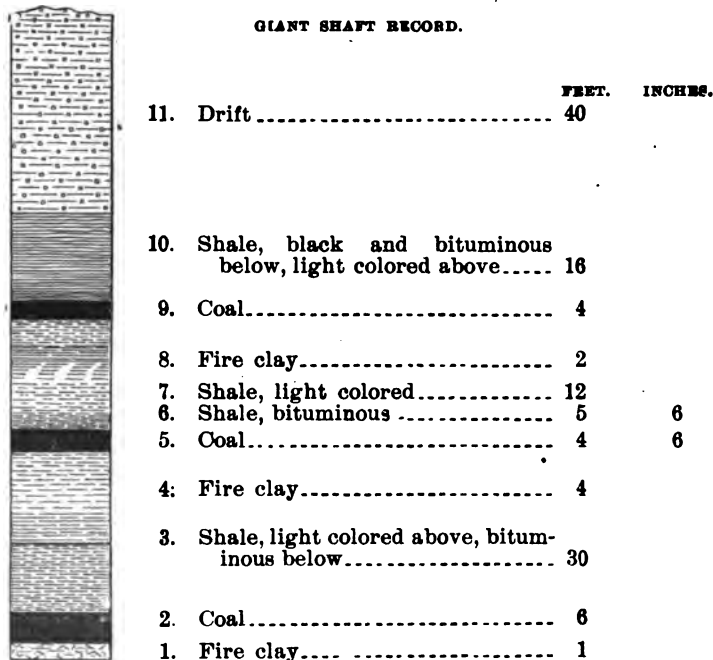 GIANT SHAFT RECORD.
FEET. INCHES.
11. Drift ---------------------------- 40
10. Shale, black and bituminous
below, light colored above----- 16
9. Coal----------------------------- 4
8. Fire clay------------------------ 2
7. Shale, light colored------------- 12
6. Shale, bituminous --------------- 5 6
5. Coal----------------------------- 4 6
4: Fire clay------------------------ 4
3. Shale, light colored above, bitum-
inous below-------------------- 30
2. Coal----------------------------- 6
1. Fire clay---- ------------------- 1